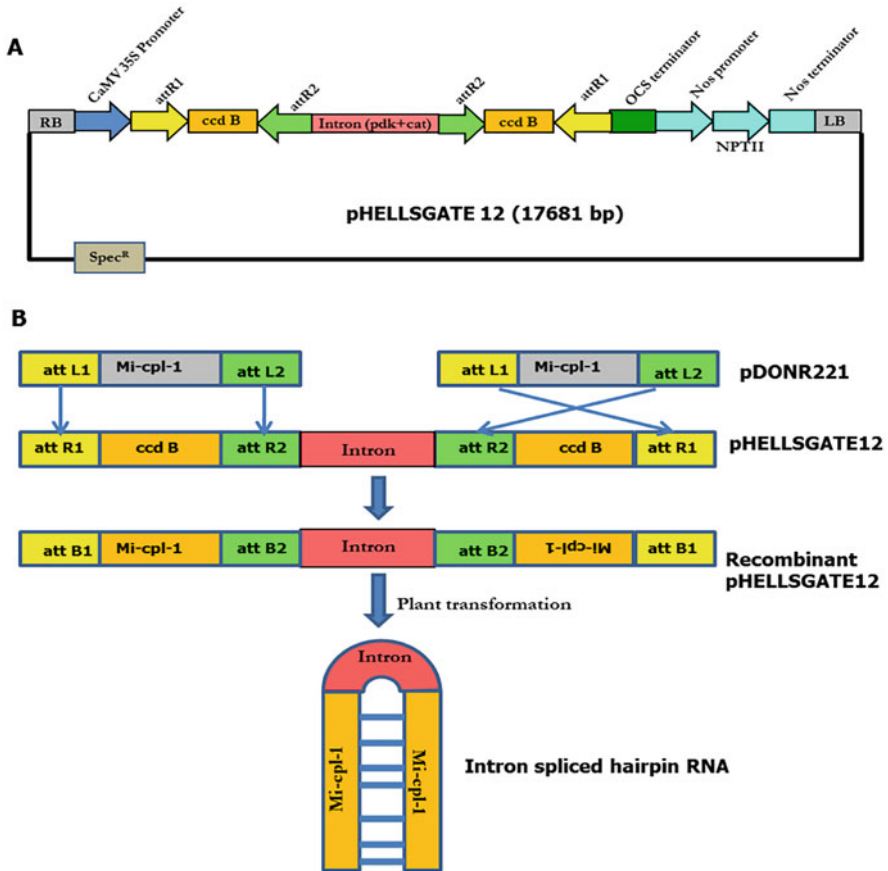 A
CaMV 35S Promoter
attR1
attR2
attR2
attR1
OCS terminator
Nos promoter
Nos terminator
RB
ccd B
Intron (pdk+cat)
ccd B
LB
NPTII
pHELLSGATE 12 (17681 bp)
Spec^R
B
att L1 Mi-cpl-1 att L2
att L1 Mi-cpl-1 att L2
pDONR221
att R1 ccd B att R2 Intron att R2 ccd B att R1
pHELLSGATE12
att B1 Mi-cpl-1 att B2 Intron att B2 Mi-cpl-1 att B1
Recombinant
pHELLSGATE12
Plant transformation
Intron
Mi-cpl-1
Mi-cpl-1
Intron spliced hairpin RNA